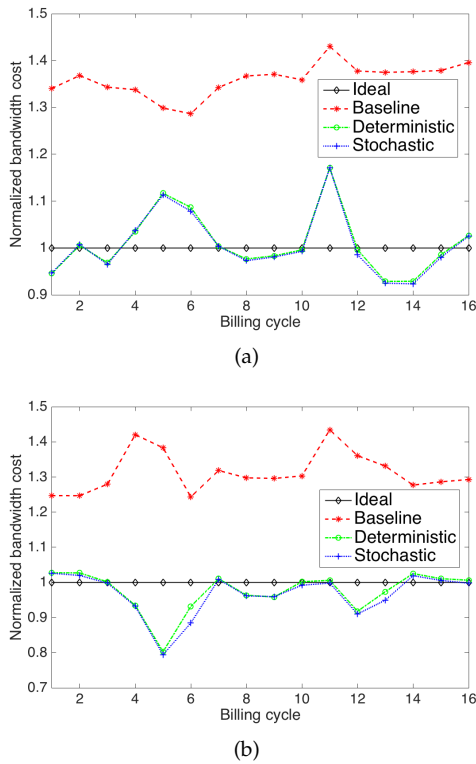 1.5
1.4
1.3
1.2
1.1
1
0.9
Normalized bandwidth cost
Ideal
Baseline
Deterministic
Stochastic
2 4 6 8 10 12 14 16
Billing cycle
(a)
1.5
1.4
1.3
1.2
1.1
1
0.9
0.8
0.7
Normalized bandwidth cost
Ideal
Baseline
Deterministic
Stochastic
2 4 6 8 10 12 14 16
Billing cycle
(b)